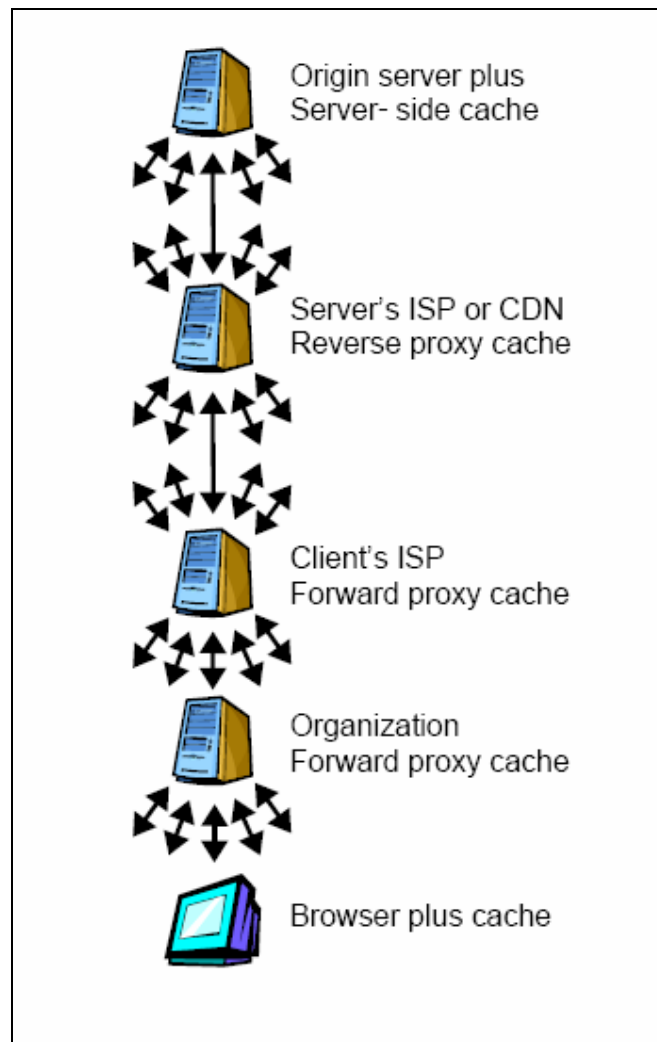 Origin server plus
Server- side cache
Server’s ISP or CDN
Reverse proxy cache
Client’s ISP
Forward proxy cache
Organization
Forward proxy cache
Browser plus cache